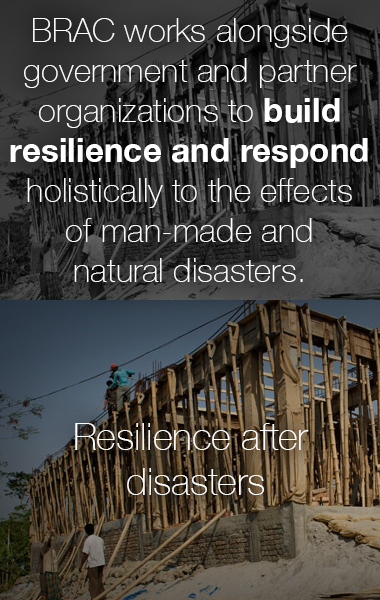 BRAC works alongside
government and partner
organizations to build
resilience and respond
holistically to the effects
of man-made and
natural disasters.
Resilience after
disasters